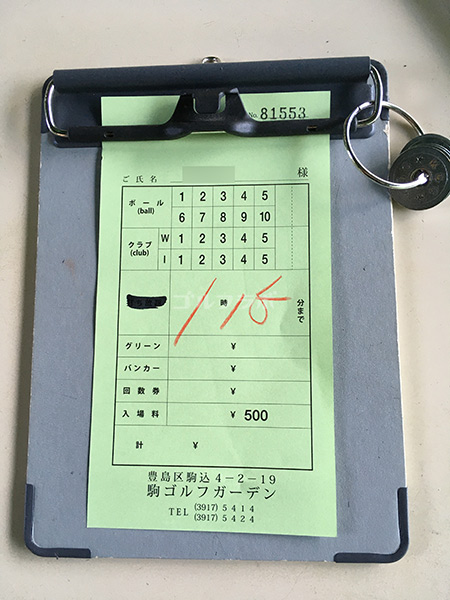 No. 81553
ご氏名 様
ボール (ball) 1 2 3 4 5
6 7 8 9 10
クラブ (club) W 1 2 3 4 5
I 1 2 3 4 5
1 時 15 分まで
グリーン ¥
バンカー ¥
回数券 ¥
入場料 ¥ 500
計 ¥
豊島区駒込4-2-19
駒ゴルフガーデン
TEL (3917) 5414
(3917) 5424